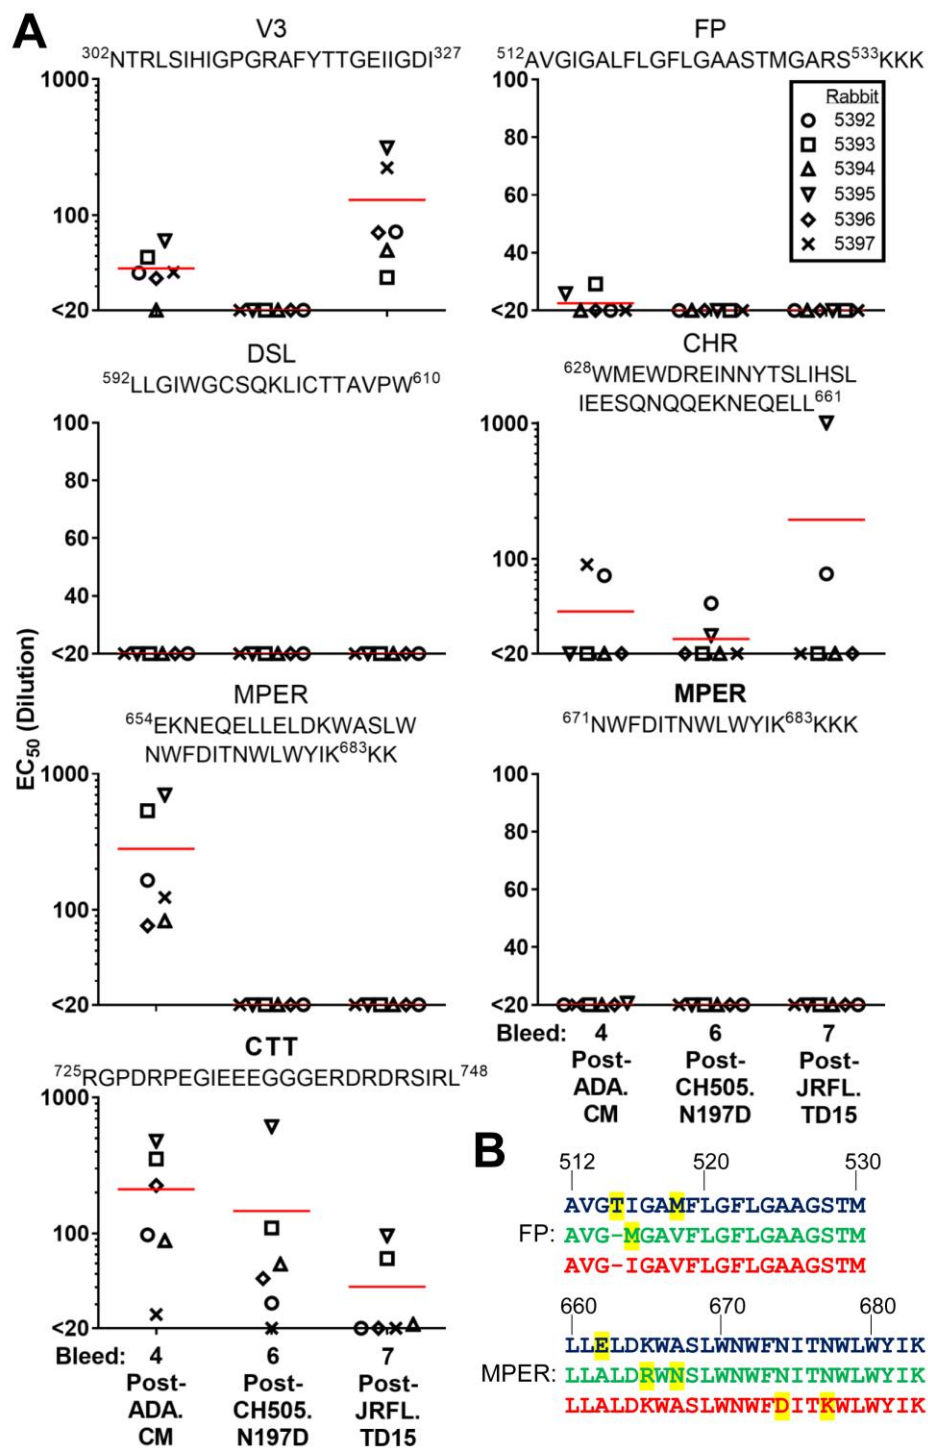 A
V3
302NTRLSIHIGPGRAFYTTGEIIGDI327
1000
100
<20
FP
512AVGIGALFLGFLGAASTMGARS533KKK
100
80
60
40
<20
Rabbit
5392
5393
5394
5395
5396
5397
DSL
592LLGIWGCSQKLICTTAVPW610
100
80
60
40
<20
CHR
628WMEWDREINNYTSLIHSL
IEESQNQQEKNEQELL661
1000
100
<20
EC50 (Dilution)
MPER
654EKNEQELLELDKWASLW
NWFDITNWLWYIK683KK
1000
100
<20
MPER
671NWFDITNWLWYIK683KKK
100
80
60
40
<20
Bleed: 4 6 7
Post- Post- Post-
ADA. CH505. JRFL.
CM N197D TD15
CTT
725RGPDRPEGIEEEGGGERDRDRSIRL748
1000
100
<20
Bleed: 4 6 7
Post- Post- Post-
ADA. CH505. JRFL.
CM N197D TD15
B
512 520 530
AVGTIGAMFLGFLGAAGSTM
FP: AVG-MGAVFLGFLGAAGSTM
AVG-IGAVFLGFLGAAGSTM
660 670 680
LLELDKWASLWNWFNITNWLWYIK
MPER: LLALDRWNSLWNWFNITNWLWYIK
LLALDKWASLWNWFDITKWLWYIK